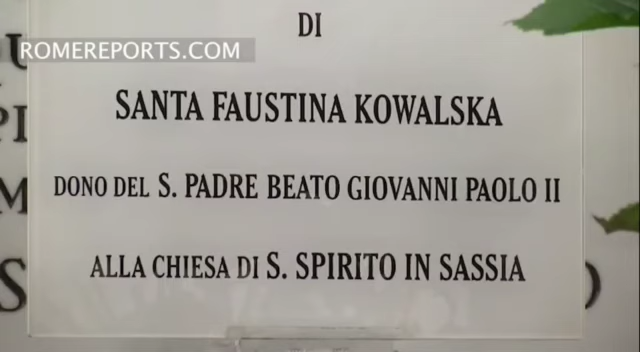 ROMEREPORTS.COM
DI
SANTA FAUSTINA KOWALSKA
DONO DEL S. PADRE BEATO GIOVANNI PAOLO II
ALLA CHIESA DI S. SPIRITO IN SASSIA